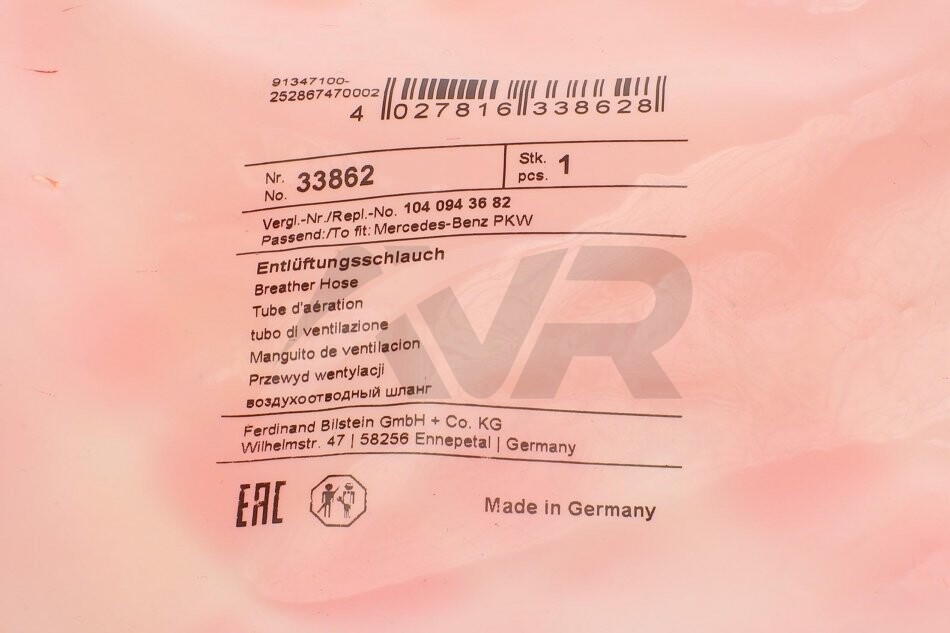 91347100-
252867470002
4 027816 338628
Nr.
No. 33862
Stk.
pcs. 1
Vergl.-Nr./Repl.-No. 104 094 36 82
Passend:/To fit: Mercedes-Benz PKW
Entlüftungsschlauch
Breather Hose
Tube d'aération
tubo di ventilazione
Manguito de ventilacion
Przewyd wentylacji
воздухоотводный шланг
Ferdinand Bilstein GmbH + Co. KG
Wilhelmstr. 47 | 58256 Ennepetal | Germany
EAC
Made in Germany
AVR